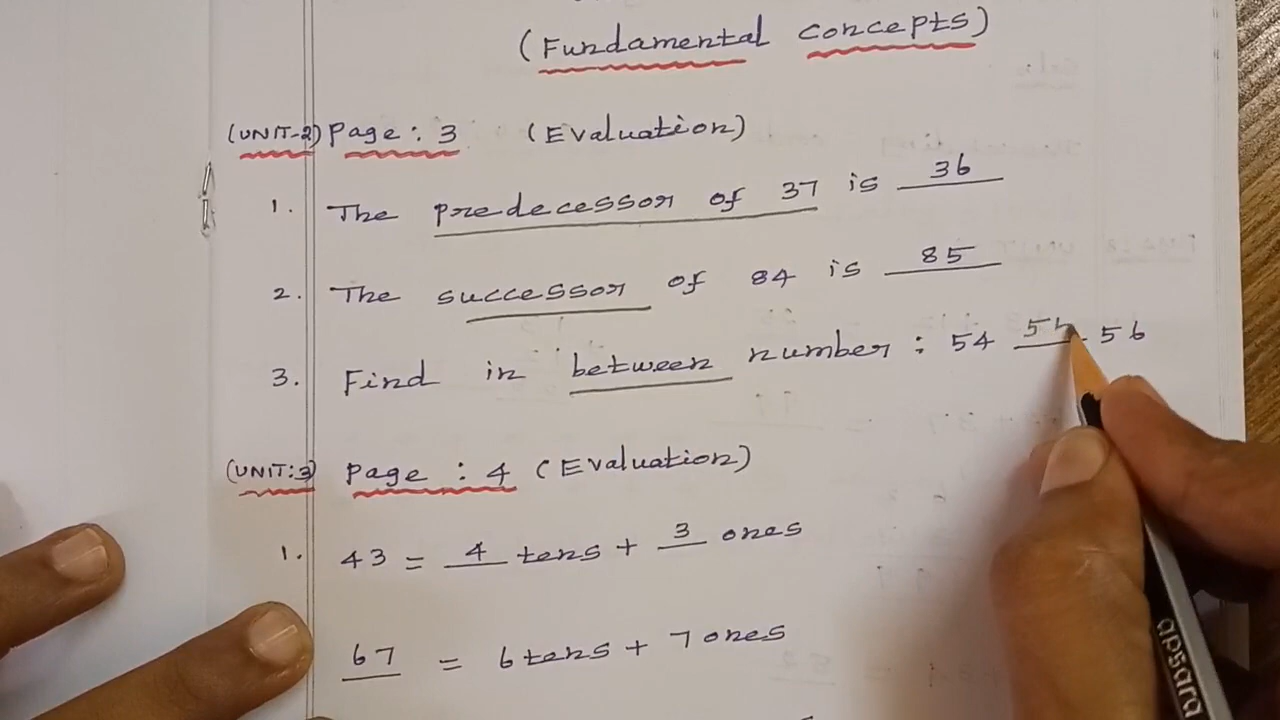 (Fundamental concepts)
(UNIT-2) Page : 3 (Evaluation)
1. The predecessor of 37 is 36
2. The successor of 84 is 85
3. Find in between number : 54 55 56
(UNIT:3) Page : 4 (Evaluation)
1. 43 = 4 tens + 3 ones
67 = 6 tens + 7 ones
apsara